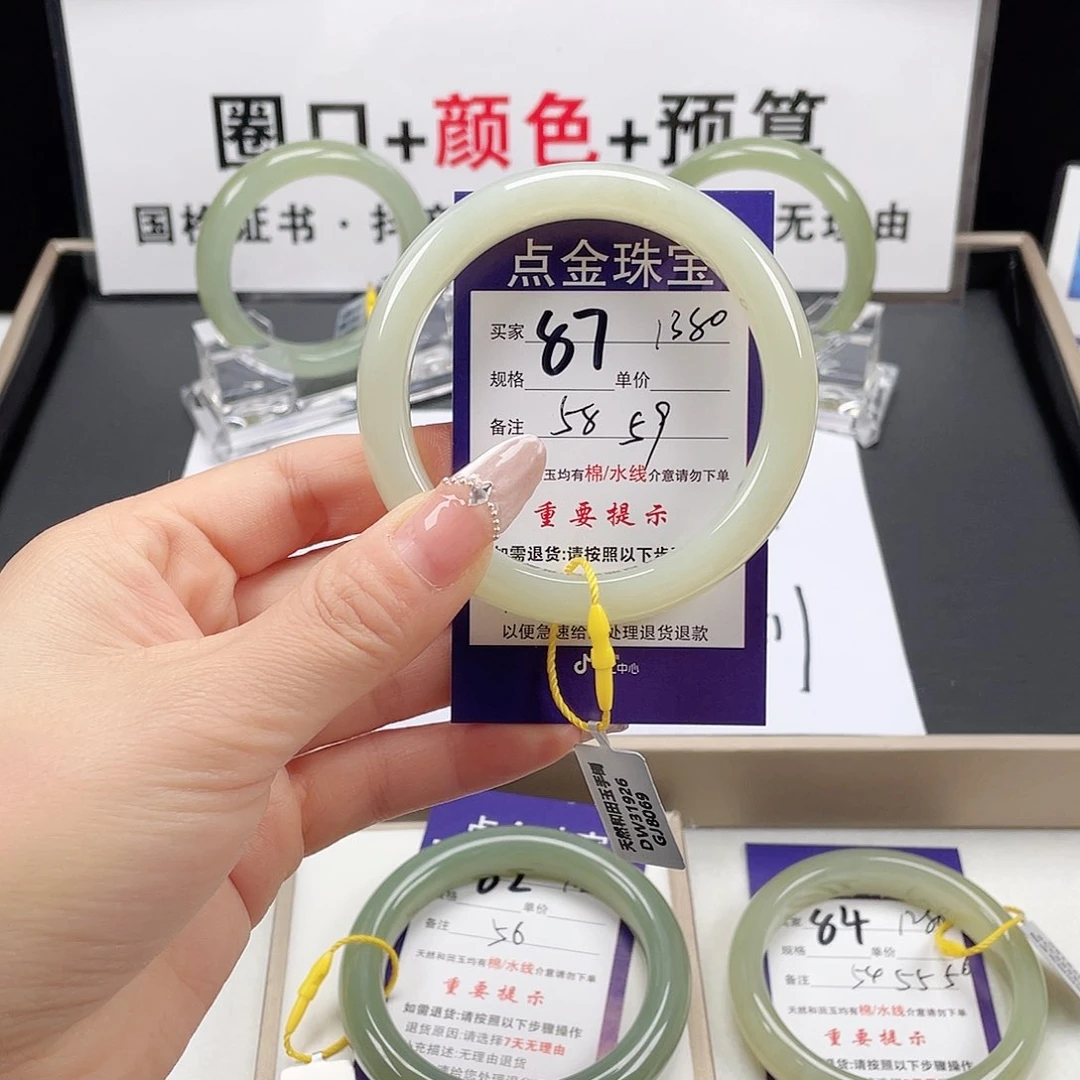 圈口+颜色+预算
国检证书·抖
无理由
点金珠宝
买家 87 1380
规格 单价
备注 58 59
玉均有棉/水线介意请勿下单
重要提示
如需退货:请按照以下步
以便急速给 处理退货退款
中心
天然和田玉手镯
DW31926
GJ8069
单价
备注 56
天然和田玉均有棉/水线介意请勿下单
重要提示
如需退货:请按照以下步骤操作
退货原因:请选择7天无理由
补充描述:无理由退货
84
规格 单价
备注 54 55 56
天然和田玉均有棉/水线介意请勿下单
重要提示
如需退货:请按照以下步骤操作